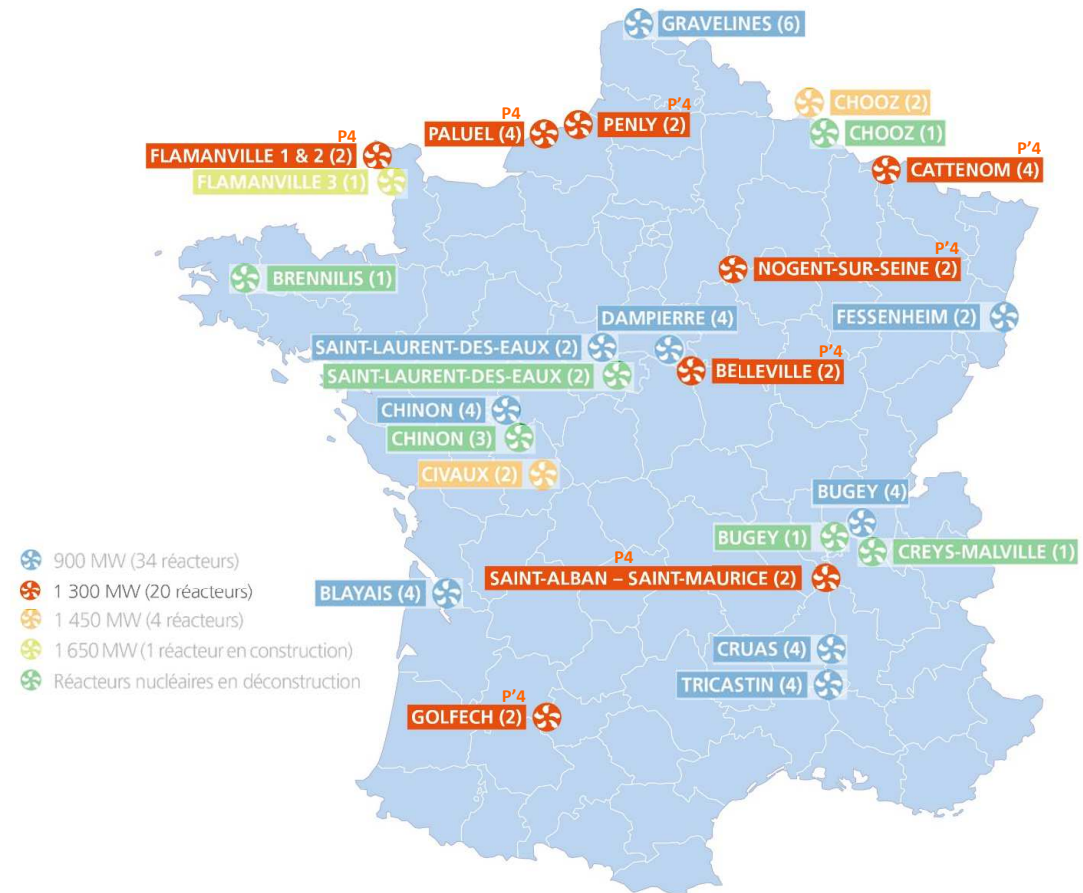 GRAVELINES (6)
CHOOZ (2)
P4
P'4
PALUEL (4)
PENLY (2)
CHOOZ (1)
P4
FLAMANVILLE 1 & 2 (2)
P'4
CATTENOM (4)
FLAMANVILLE 3 (1)
P'4
NOGENT-SUR-SEINE (2)
BRENNILIS (1)
DAMPIERRE (4)
FESSENHEIM (2)
SAINT-LAURENT-DES-EAUX (2)
P'4
BELLEVILLE (2)
SAINT-LAURENT-DES-EAUX (2)
CHINON (4)
CHINON (3)
CIVAUX (2)
BUGEY (4)
BUGEY (1)
CREYS-MALVILLE (1)
P4
SAINT-ALBAN – SAINT-MAURICE (2)
BLAYAIS (4)
CRUAS (4)
TRICASTIN (4)
P'4
GOLFECH (2)
900 MW (34 réacteurs)
1 300 MW (20 réacteurs)
1 450 MW (4 réacteurs)
1 650 MW (1 réacteur en construction)
Réacteurs nucléaires en déconstruction